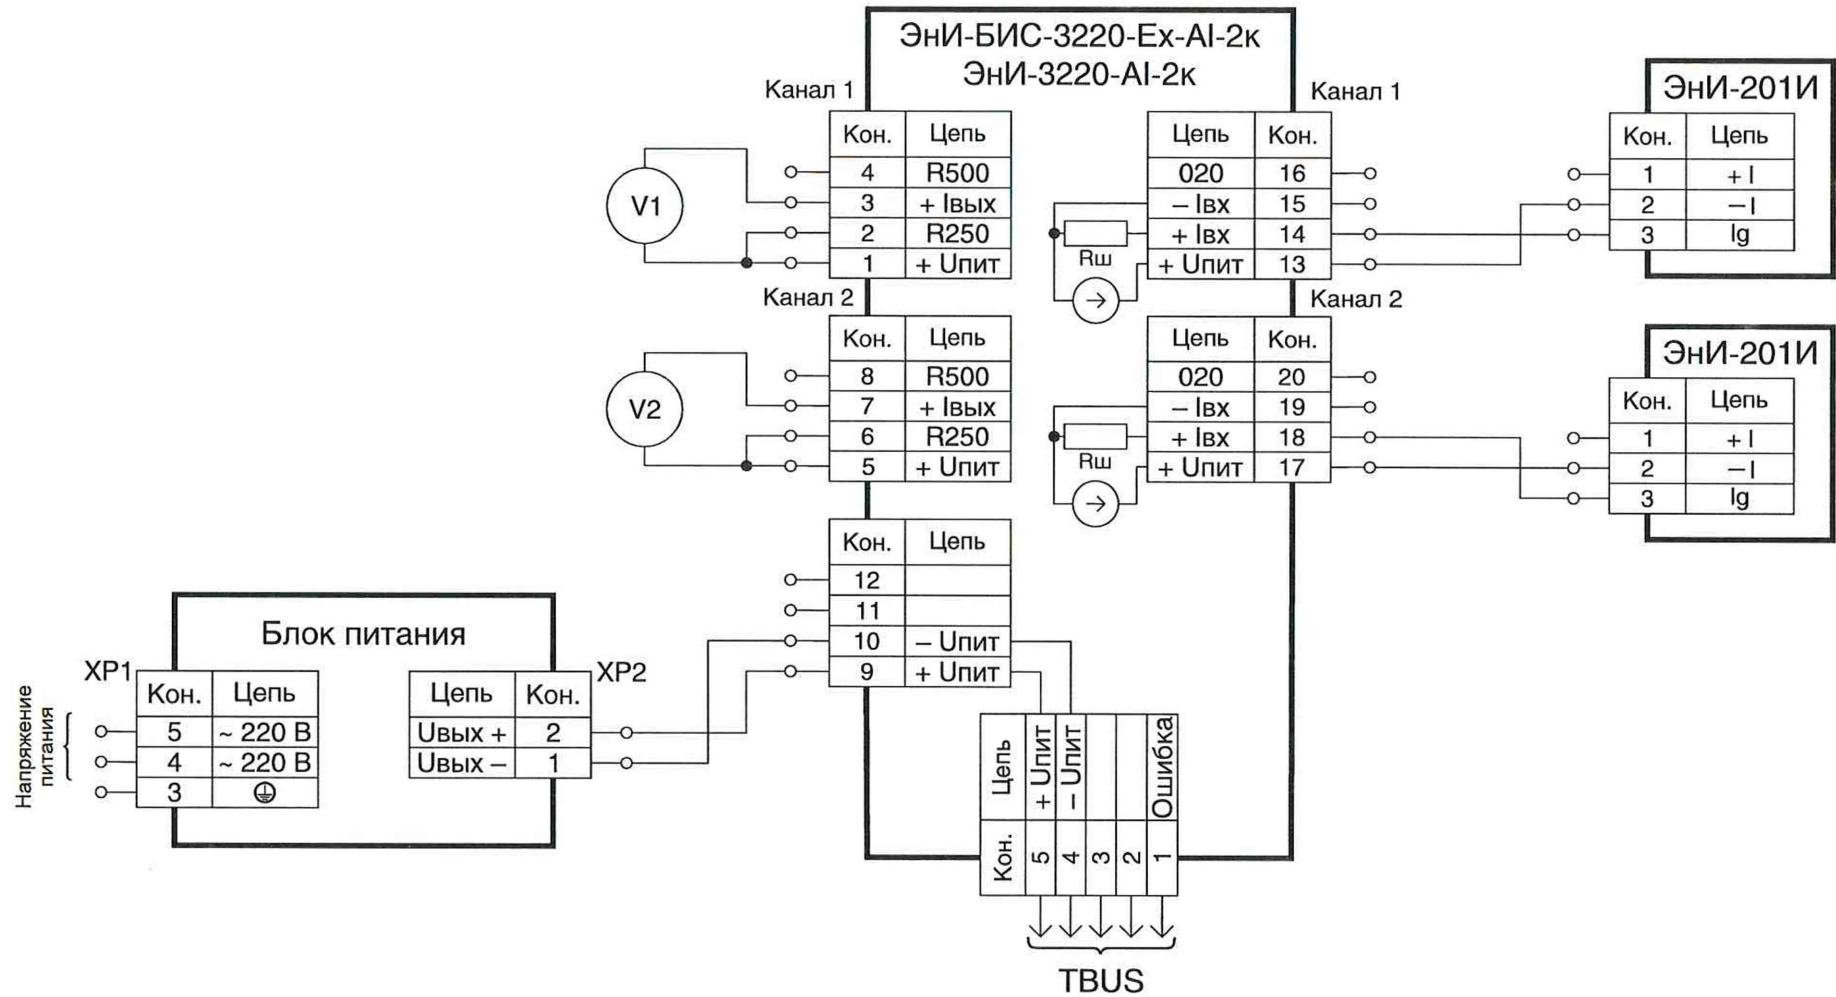 ЭнИ-БИС-3220-Ex-AI-2к
ЭнИ-3220-AI-2к
Канал 1
Кон. Цепь
4 R500
3 + Iвых
2 R250
1 + Uпит
V1
Канал 2
Кон. Цепь
8 R500
7 + Iвых
6 R250
5 + Uпит
V2
Кон. Цепь
12
11
10 – Uпит
9 + Uпит
Канал 1
Цепь Кон.
020 16
– Iвх 15
+ Iвх 14
+ Uпит 13
Rш
Канал 2
Цепь Кон.
020 20
– Iвх 19
+ Iвх 18
+ Uпит 17
Rш
ЭнИ-201И
Кон. Цепь
1 + I
2 – I
3 Ig
ЭнИ-201И
Кон. Цепь
1 + I
2 – I
3 Ig
Блок питания
XP1
Кон. Цепь
5 ~ 220 В
4 ~ 220 В
3
Напряжение
питания
XP2
Цепь Кон.
Uвых + 2
Uвых – 1
Кон. Цепь
5 + Uпит
4 – Uпит
3
2
1 Ошибка
TBUS